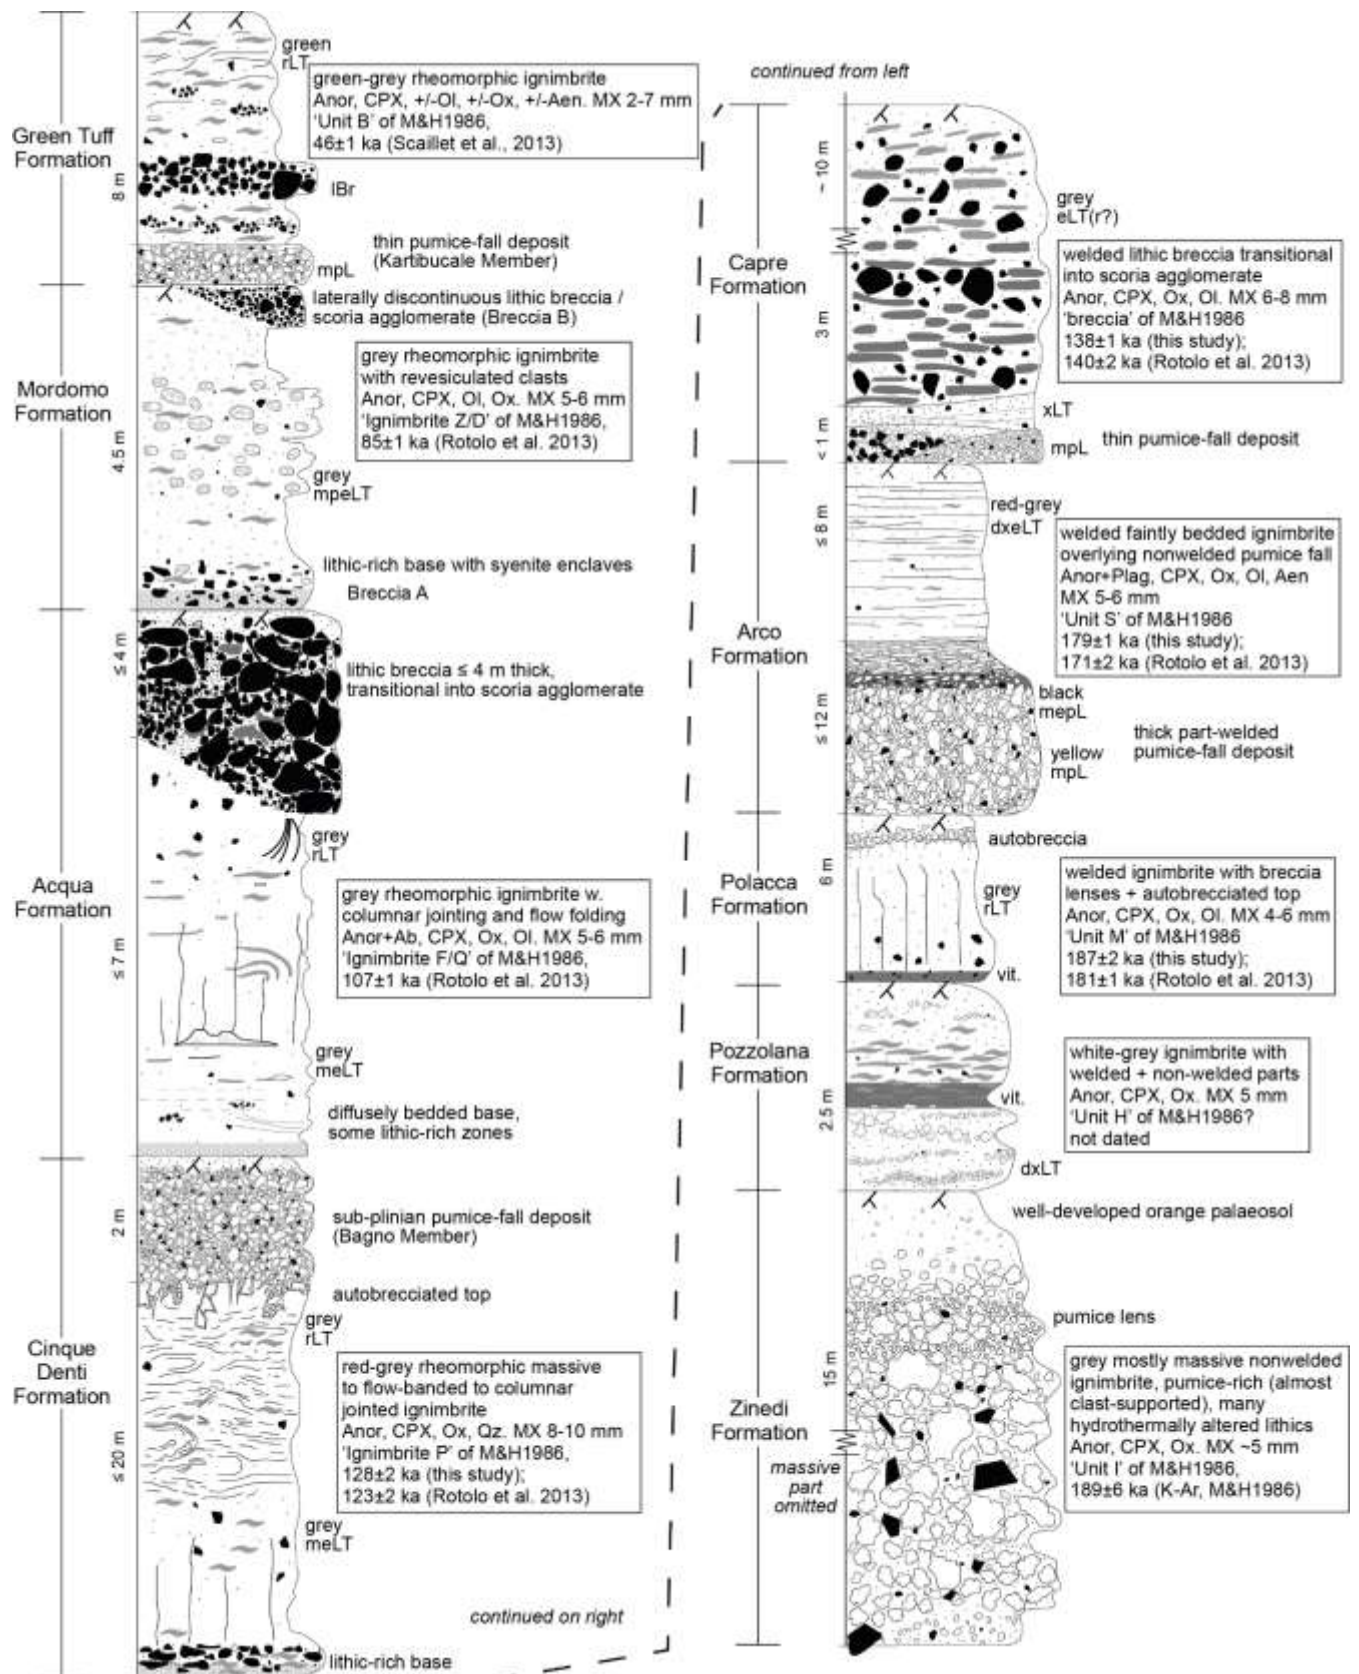 green
rLT
green-grey rheomorphic ignimbrite
Anor, CPX, +/-Ol, +/-Ox, +/-Aen. MX 2-7 mm
'Unit B' of M&H1986,
46±1 ka (Scaillet et al., 2013)
Green Tuff
Formation
8 m
lBr
thin pumice-fall deposit
(Kartibucale Member)
mpL
laterally discontinuous lithic breccia /
scoria agglomerate (Breccia B)
grey rheomorphic ignimbrite
with revesiculated clasts
Anor, CPX, Ol, Ox. MX 5-6 mm
'Ignimbrite Z/D' of M&H1986,
85±1 ka (Rotolo et al. 2013)
Mordomo
Formation
4.5 m
grey
mpeLT
lithic-rich base with syenite enclaves
Breccia A
≤ 4 m
lithic breccia ≤ 4 m thick,
transitional into scoria agglomerate
grey
rLT
Acqua
Formation
≤ 7 m
grey rheomorphic ignimbrite w.
columnar jointing and flow folding
Anor+Ab, CPX, Ox, Ol. MX 5-6 mm
'Ignimbrite F/Q' of M&H1986,
107±1 ka (Rotolo et al. 2013)
grey
meLT
diffusely bedded base,
some lithic-rich zones
2 m
sub-plinian pumice-fall deposit
(Bagno Member)
autobrecciated top
grey
rLT
Cinque
Denti
Formation
≤ 20 m
red-grey rheomorphic massive
to flow-banded to columnar
jointed ignimbrite
Anor, CPX, Ox, Qz. MX 8-10 mm
'Ignimbrite P' of M&H1986,
128±2 ka (this study);
123±2 ka (Rotolo et al. 2013)
grey
meLT
continued on right
lithic-rich base
continued from left
~ 10 m
grey
eLT(r?)
Capre
Formation
3 m
welded lithic breccia transitional
into scoria agglomerate
Anor, CPX, Ox, Ol. MX 6-8 mm
'breccia' of M&H1986
138±1 ka (this study);
140±2 ka (Rotolo et al. 2013)
xLT
< 1 m
mpL
thin pumice-fall deposit
≤ 8 m
red-grey
dxeLT
welded faintly bedded ignimbrite
overlying nonwelded pumice fall
Anor+Plag, CPX, Ox, Ol, Aen
MX 5-6 mm
'Unit S' of M&H1986
179±1 ka (this study);
171±2 ka (Rotolo et al. 2013)
Arco
Formation
≤ 12 m
black
mepL
thick part-welded
pumice-fall deposit
yellow
mpL
autobreccia
Polacca
Formation
6 m
grey
rLT
welded ignimbrite with breccia
lenses + autobrecciated top
Anor, CPX, Ox, Ol. MX 4-6 mm
'Unit M' of M&H1986
187±2 ka (this study);
181±1 ka (Rotolo et al. 2013)
vit.
Pozzolana
Formation
2.5 m
white-grey ignimbrite with
welded + non-welded parts
Anor, CPX, Ox. MX 5 mm
'Unit H' of M&H1986?
not dated
vit.
dxLT
well-developed orange palaeosol
pumice lens
15 m
Zinedi
Formation
massive
part
omitted
grey mostly massive nonwelded
ignimbrite, pumice-rich (almost
clast-supported), many
hydrothermally altered lithics
Anor, CPX, Ox. MX ~5 mm
'Unit I' of M&H1986,
189±6 ka (K-Ar, M&H1986)